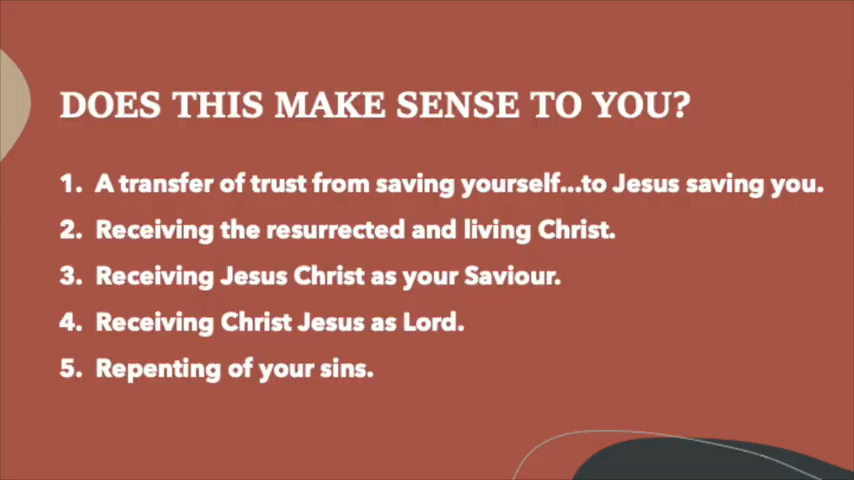 DOES THIS MAKE SENSE TO YOU?
1. A transfer of trust from saving yourself...to Jesus saving you.
2. Receiving the resurrected and living Christ.
3. Receiving Jesus Christ as your Saviour.
4. Receiving Christ Jesus as Lord.
5. Repenting of your sins.